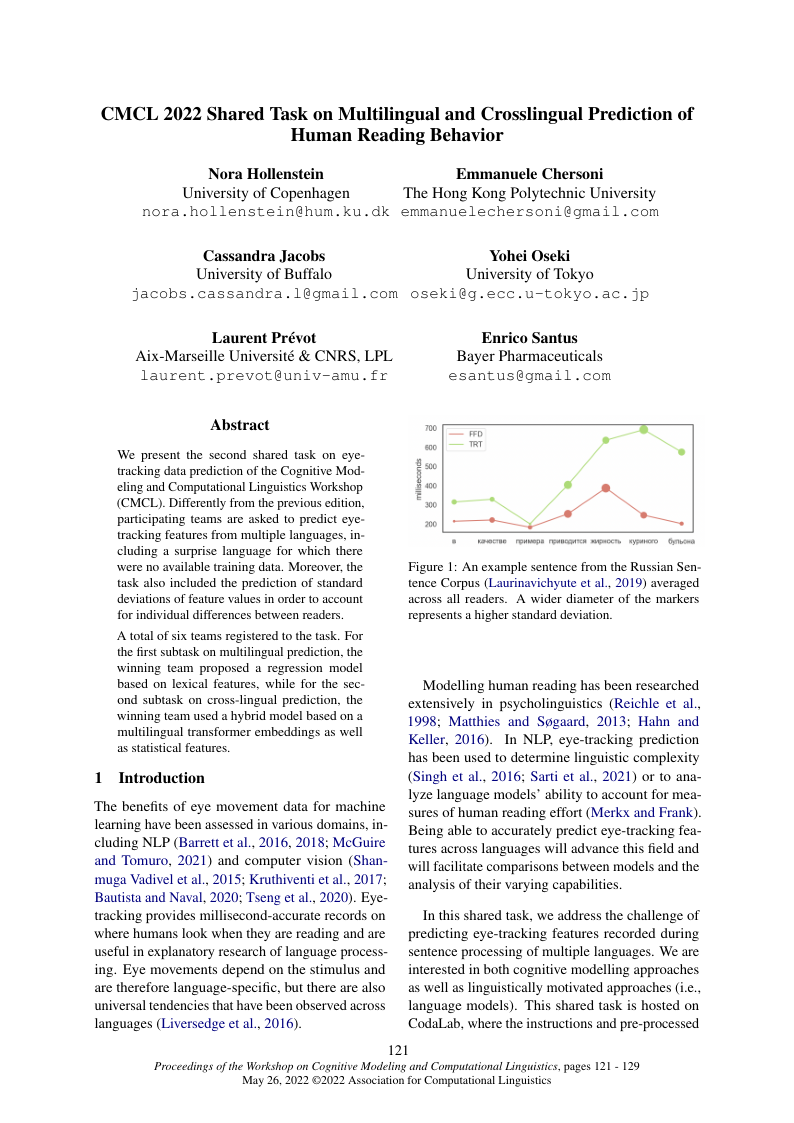 CMCL 2022 Shared Task on Multilingual and Crosslingual Prediction of
Human Reading Behavior
Nora Hollenstein
University of Copenhagen
nora.hollenstein@hum.ku.dk
Emmanuele Chersoni
The Hong Kong Polytechnic University
emmanuelechersoni@gmail.com
Cassandra Jacobs
University of Buffalo
jacobs.cassandra.l@gmail.com
Yohei Oseki
University of Tokyo
oseki@g.ecc.u-tokyo.ac.jp
Laurent Prévot
Aix-Marseille Université & CNRS, LPL
laurent.prevot@univ-amu.fr
Enrico Santus
Bayer Pharmaceuticals
esantus@gmail.com
Abstract
We present the second shared task on eye-
tracking data prediction of the Cognitive Mod-
eling and Computational Linguistics Workshop
(CMCL). Differently from the previous edition,
participating teams are asked to predict eye-
tracking features from multiple languages, in-
cluding a surprise language for which there
were no available training data. Moreover, the
task also included the prediction of standard
deviations of feature values in order to account
for individual differences between readers.
A total of six teams registered to the task. For
the first subtask on multilingual prediction, the
winning team proposed a regression model
based on lexical features, while for the sec-
ond subtask on cross-lingual prediction, the
winning team used a hybrid model based on a
multilingual transformer embeddings as well
as statistical features.
1 Introduction
The benefits of eye movement data for machine
learning have been assessed in various domains, in-
cluding NLP (Barrett et al., 2016, 2018; McGuire
and Tomuro, 2021) and computer vision (Shan-
muga Vadivel et al., 2015; Kruthiventi et al., 2017;
Bautista and Naval, 2020; Tseng et al., 2020). Eye-
tracking provides millisecond-accurate records on
where humans look when they are reading and are
useful in explanatory research of language process-
ing. Eye movements depend on the stimulus and
are therefore language-specific, but there are also
universal tendencies that have been observed across
languages (Liversedge et al., 2016).
700
600
500
400
300
200
milliseconds
FFD
TRT
в качестве примера приводится жирность куриного бульона
Figure 1: An example sentence from the Russian Sen-
tence Corpus (Laurinavichyute et al., 2019) averaged
across all readers. A wider diameter of the markers
represents a higher standard deviation.
Modelling human reading has been researched
extensively in psycholinguistics (Reichle et al.,
1998; Matthies and Søgaard, 2013; Hahn and
Keller, 2016). In NLP, eye-tracking prediction
has been used to determine linguistic complexity
(Singh et al., 2016; Sarti et al., 2021) or to ana-
lyze language models' ability to account for mea-
sures of human reading effort (Merkx and Frank).
Being able to accurately predict eye-tracking fea-
tures across languages will advance this field and
will facilitate comparisons between models and the
analysis of their varying capabilities.
In this shared task, we address the challenge of
predicting eye-tracking features recorded during
sentence processing of multiple languages. We are
interested in both cognitive modelling approaches
as well as linguistically motivated approaches (i.e.,
language models). This shared task is hosted on
CodaLab, where the instructions and pre-processed
121
Proceedings of the Workshop on Cognitive Modeling and Computational Linguistics, pages 121 - 129
May 26, 2022 ©2022 Association for Computational Linguistics